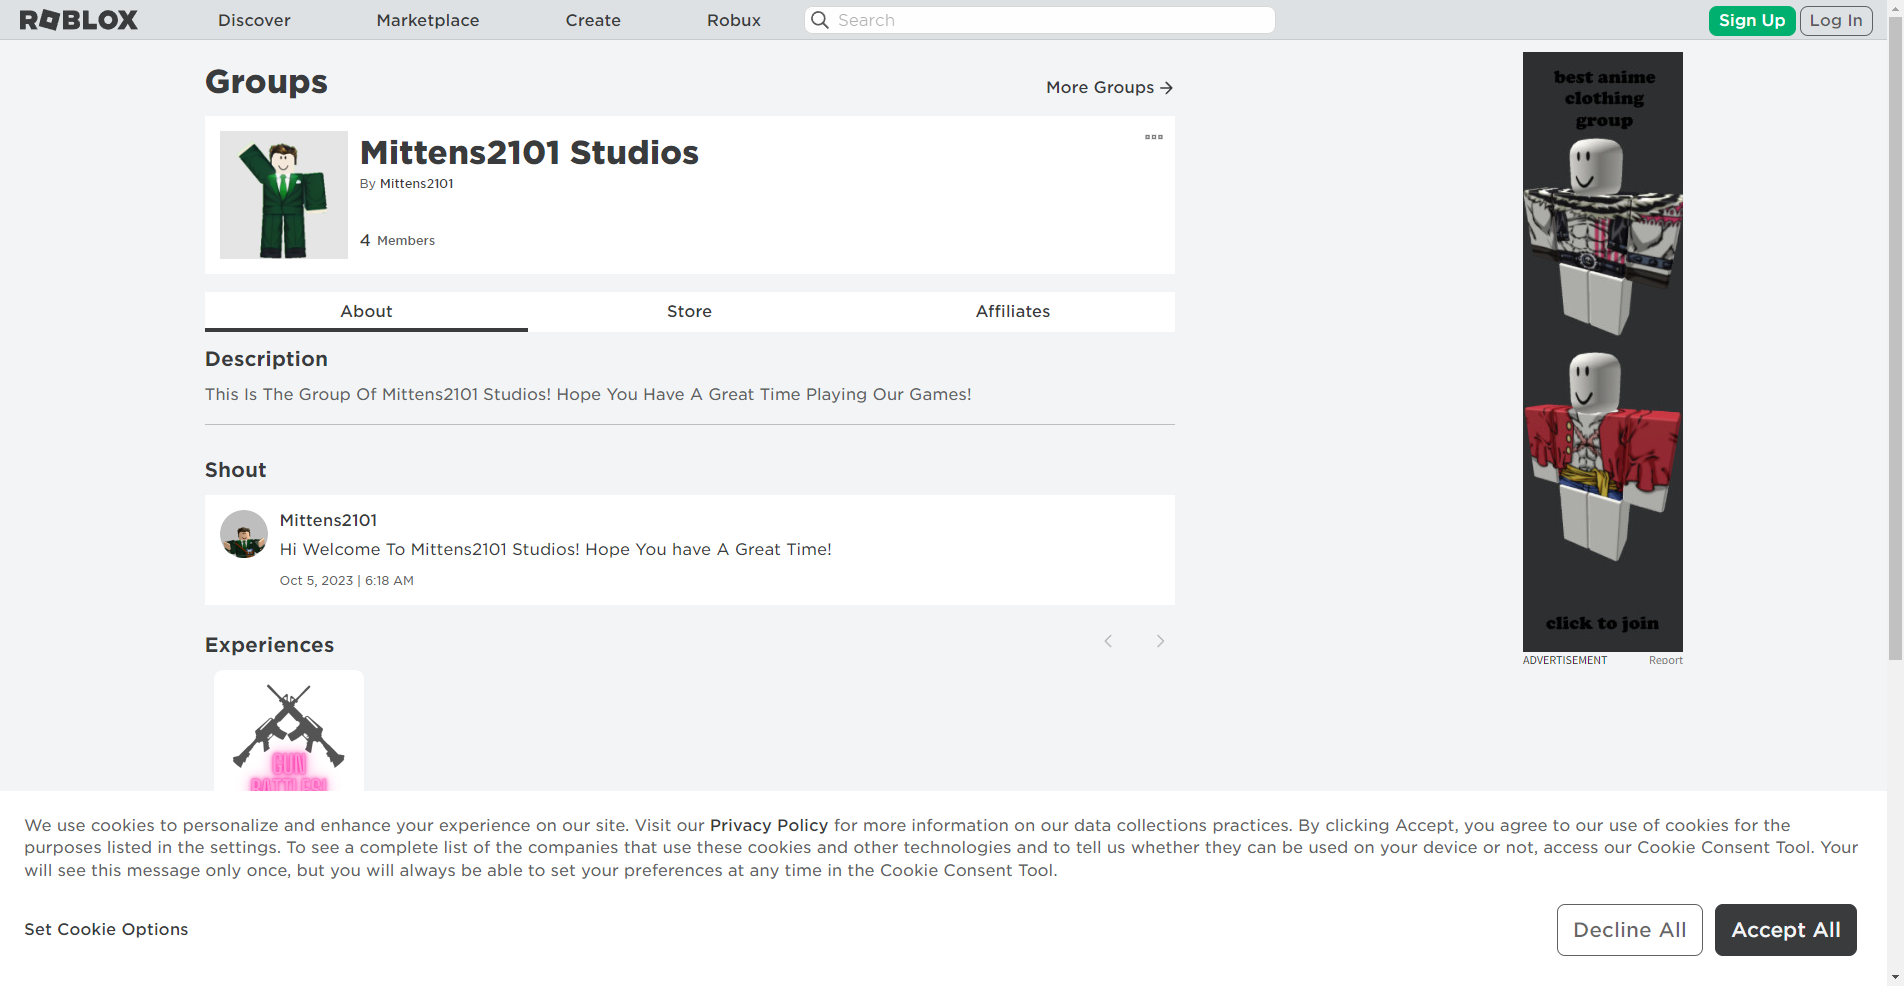 ROBLOX
Discover
Marketplace
Create
Robux
Search
Sign Up
Log In
Groups
More Groups
Mittens2101 Studios
By Mittens2101
4 Members
About
Store
Affiliates
Description
This Is The Group Of Mittens2101 Studios! Hope You Have A Great Time Playing Our Games!
Shout
Mittens2101
Hi Welcome To Mittens2101 Studios! Hope You have A Great Time!
Oct 5, 2023 | 6:18 AM
Experiences
GUN
BATTLES!
best anime
clothing
group
click to join
ADVERTISEMENT
Report
We use cookies to personalize and enhance your experience on our site. Visit our Privacy Policy for more information on our data collections practices. By clicking Accept, you agree to our use of cookies for the
purposes listed in the settings. To see a complete list of the companies that use these cookies and other technologies and to tell us whether they can be used on your device or not, access our Cookie Consent Tool. Your
will see this message only once, but you will always be able to set your preferences at any time in the Cookie Consent Tool.
Set Cookie Options
Decline All
Accept All